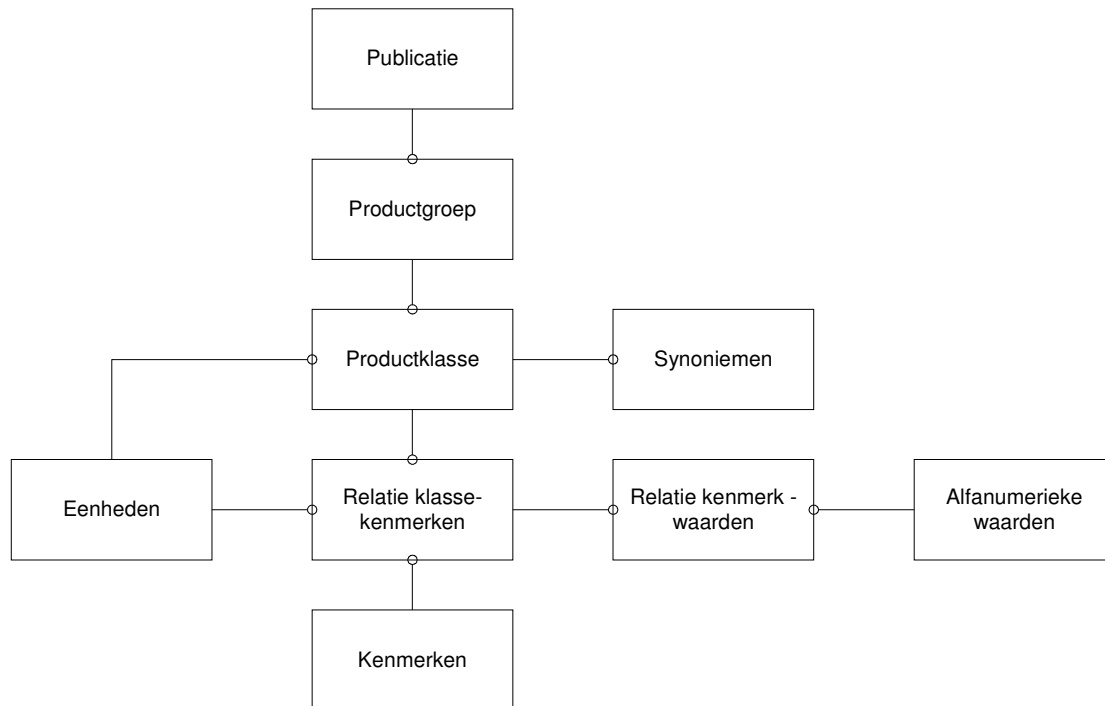 Publicatie
Productgroep
Productklasse
Synoniemen
Eenheden
Relatie klasse-
kenmerken
Relatie kenmerk -
waarden
Alfanumerieke
waarden
Kenmerken